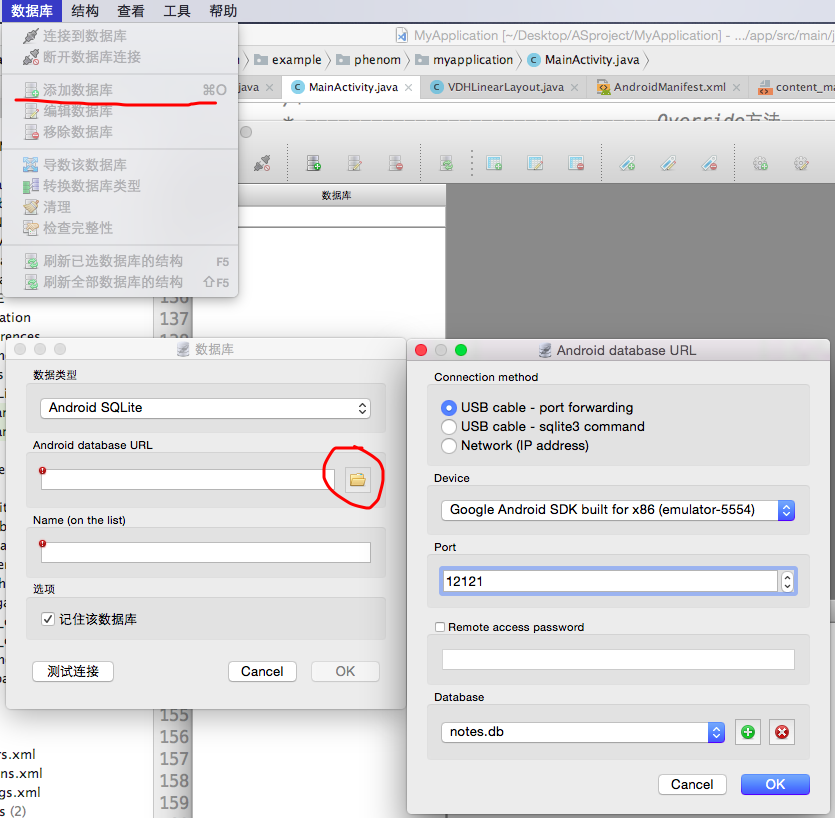 数据库 结构 查看 工具 帮助
连接到数据库
断开数据库连接
添加数据库 ⌘O
编辑数据库
移除数据库
导数该数据库
转换数据库类型
清理
检查完整性
刷新已选数据库的结构 F5
刷新全部数据库的结构 ⇧F5
MyApplication [~/Desktop/ASproject/MyApplication] - .../app/src/main/j
example phenom myapplication MainActivity.java
java MainActivity.java VDHLinearLayout.java AndroidManifest.xml content_ma
Override方法
数据库
136
137
ation
rences
数据库
数据类型
Android SQLite
Android database URL
Name (on the list)
选项
记住该数据库
测试连接 Cancel OK
Android database URL
Connection method
USB cable - port forwarding
USB cable - sqlite3 command
Network (IP address)
Device
Google Android SDK built for x86 (emulator-5554)
Port
12121
Remote access password
Database
notes.db
Cancel OK
155
156
157
158
159
rs.xml
ns.xml
gs.xml
s (2)